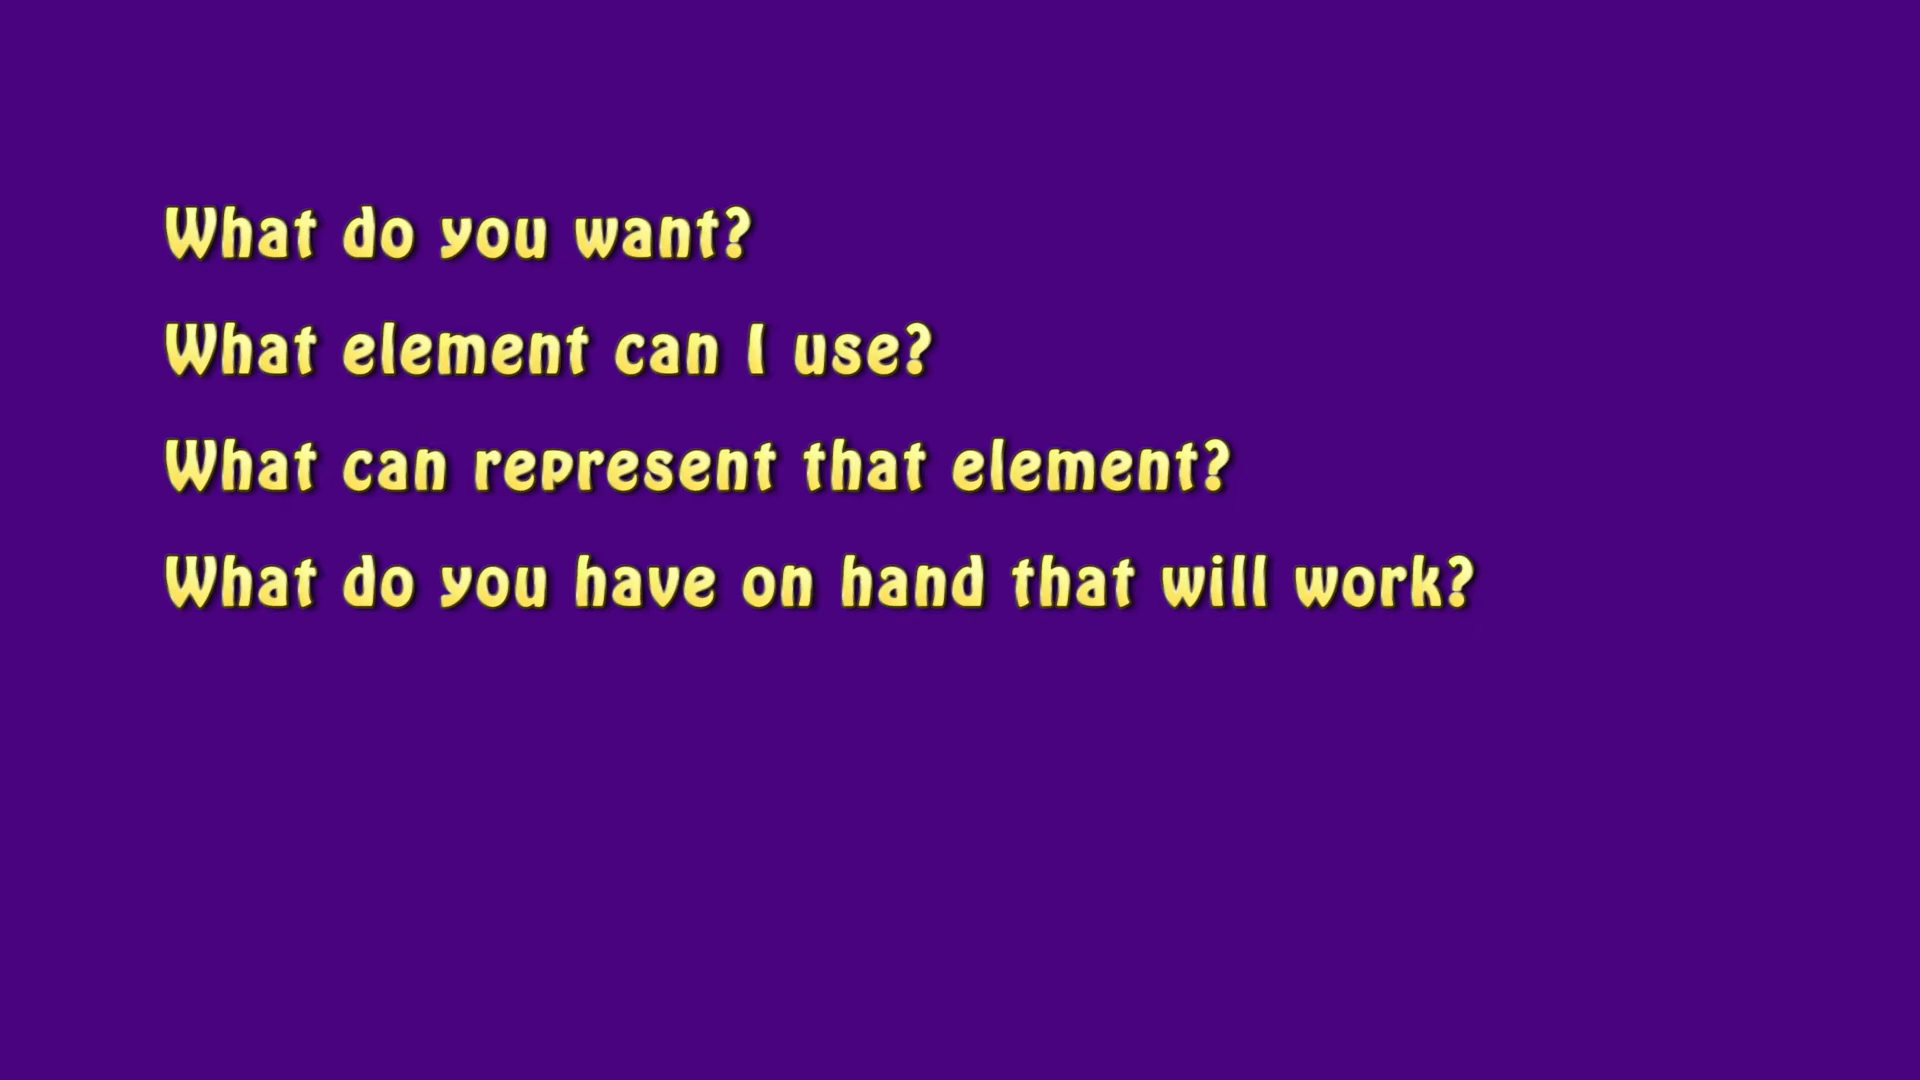 What do you want?
What element can I use?
What can represent that element?
What do you have on hand that will work?